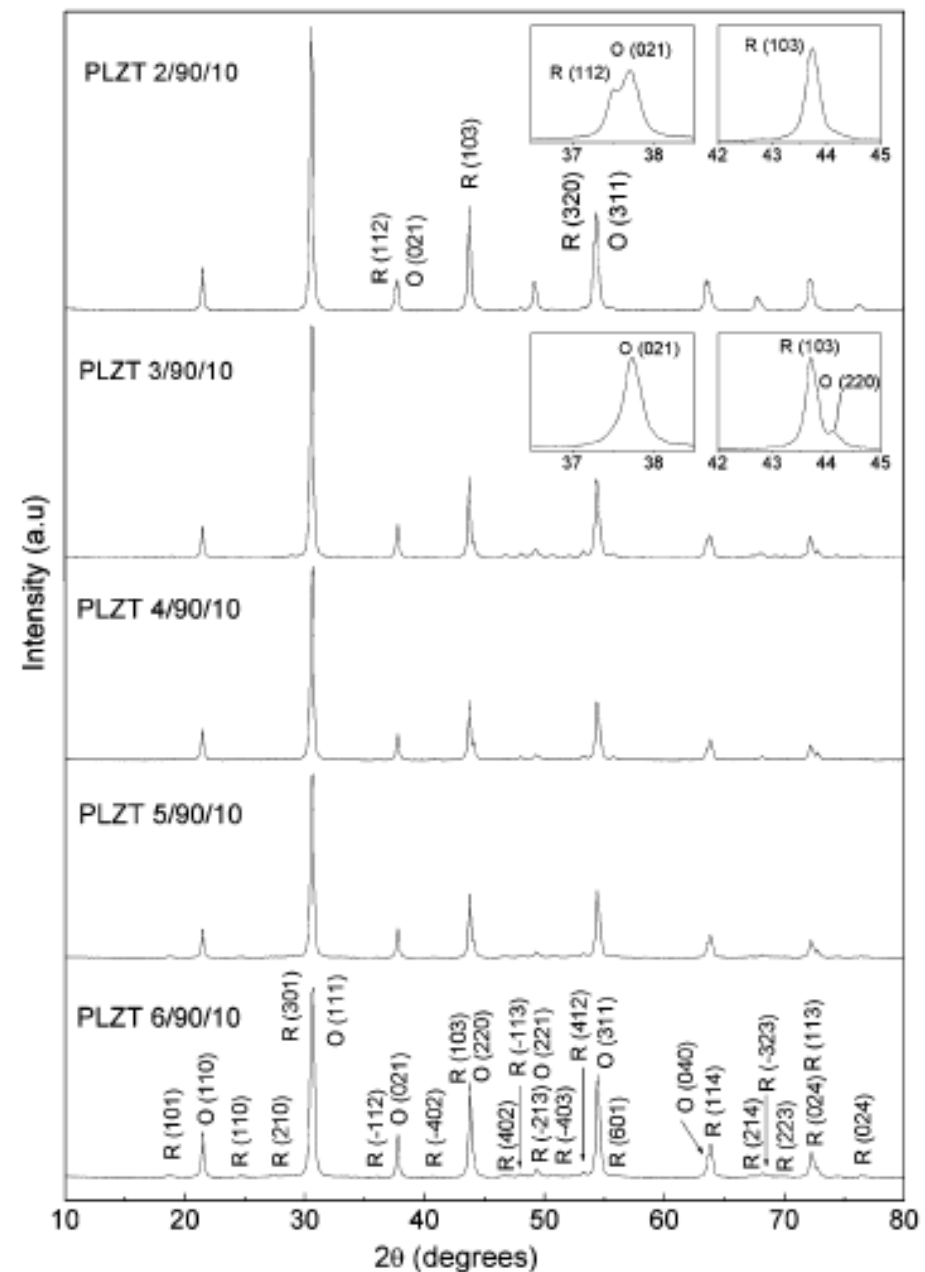 PLZT 2/90/10
R (112)
O (021)
R (103)
R (320)
O (311)
R (112)
O (021)
37 38
R (103)
42 43 44 45
PLZT 3/90/10
O (021)
37 38
R (103)
O (220)
42 43 44 45
PLZT 4/90/10
PLZT 5/90/10
PLZT 6/90/10
R (101)
O (110)
R (110)
R (210)
R (301)
O (111)
R (-112)
O (021)
R (-402)
R (103)
O (220)
R (402)
R (-113)
R (-213) O (221)
R (-403)
R (412)
O (311)
R (601)
O (040)
R (114)
R (214)
R (-323)
R (223)
R (024) R (113)
R (024)
Intensity (a.u)
10 20 30 40 50 60 70 80
2θ (degrees)